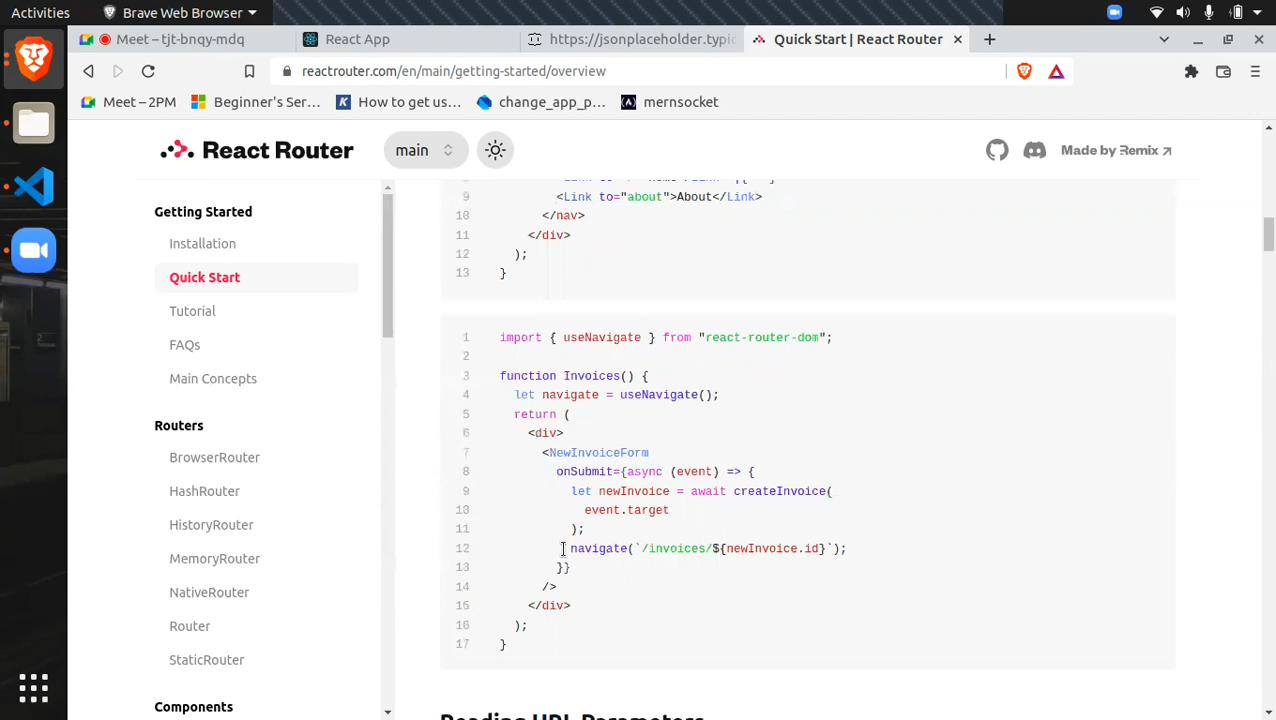 Activities
Brave Web Browser
Meet – tjt-bnqy-mdq
React App
https://jsonplaceholder.typic
Quick Start | React Router
reactrouter.com/en/main/getting-started/overview
Meet – 2PM
Beginner's Ser...
How to get us...
change_app_p...
mernsocket
React Router
main
Made by Remix ↗
Getting Started
Installation
Quick Start
Tutorial
FAQs
Main Concepts
Routers
BrowserRouter
HashRouter
HistoryRouter
MemoryRouter
NativeRouter
Router
StaticRouter
Components
9 <Link to="about">About</Link>
10 </nav>
11 </div>
12 );
13 }
1 import { useNavigate } from "react-router-dom";
2
3 function Invoices() {
4 let navigate = useNavigate();
5 return (
6 <div>
7 <NewInvoiceForm
8 onSubmit={async (event) => {
9 let newInvoice = await createInvoice(
10 event.target
11 );
12 navigate(`/invoices/${newInvoice.id}`);
13 }}
14 />
15 </div>
16 );
17 }
Reading URL Parameters